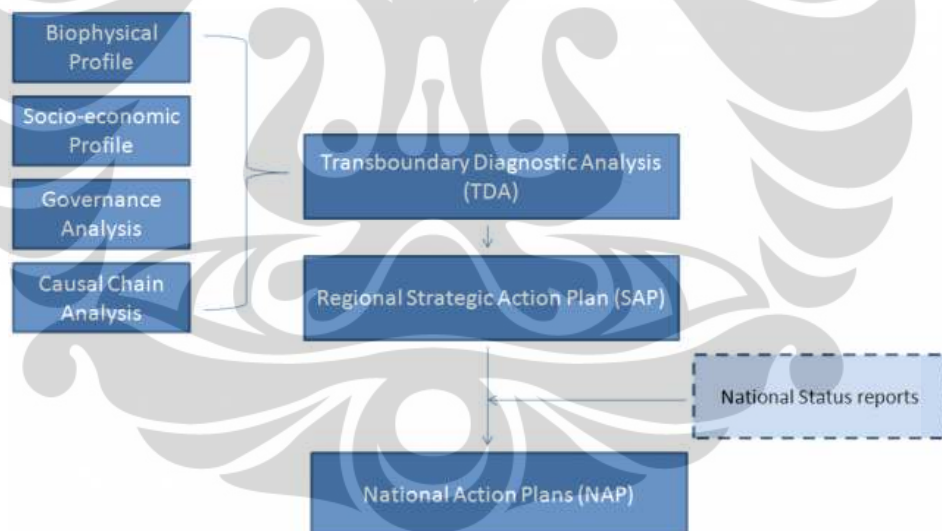 Biophysical
Profile
Socio-economic
Profile
Governance
Analysis
Causal Chain
Analysis
Transboundary Diagnostic Analysis
(TDA)
Regional Strategic Action Plan (SAP)
National Status reports
National Action Plans (NAP)